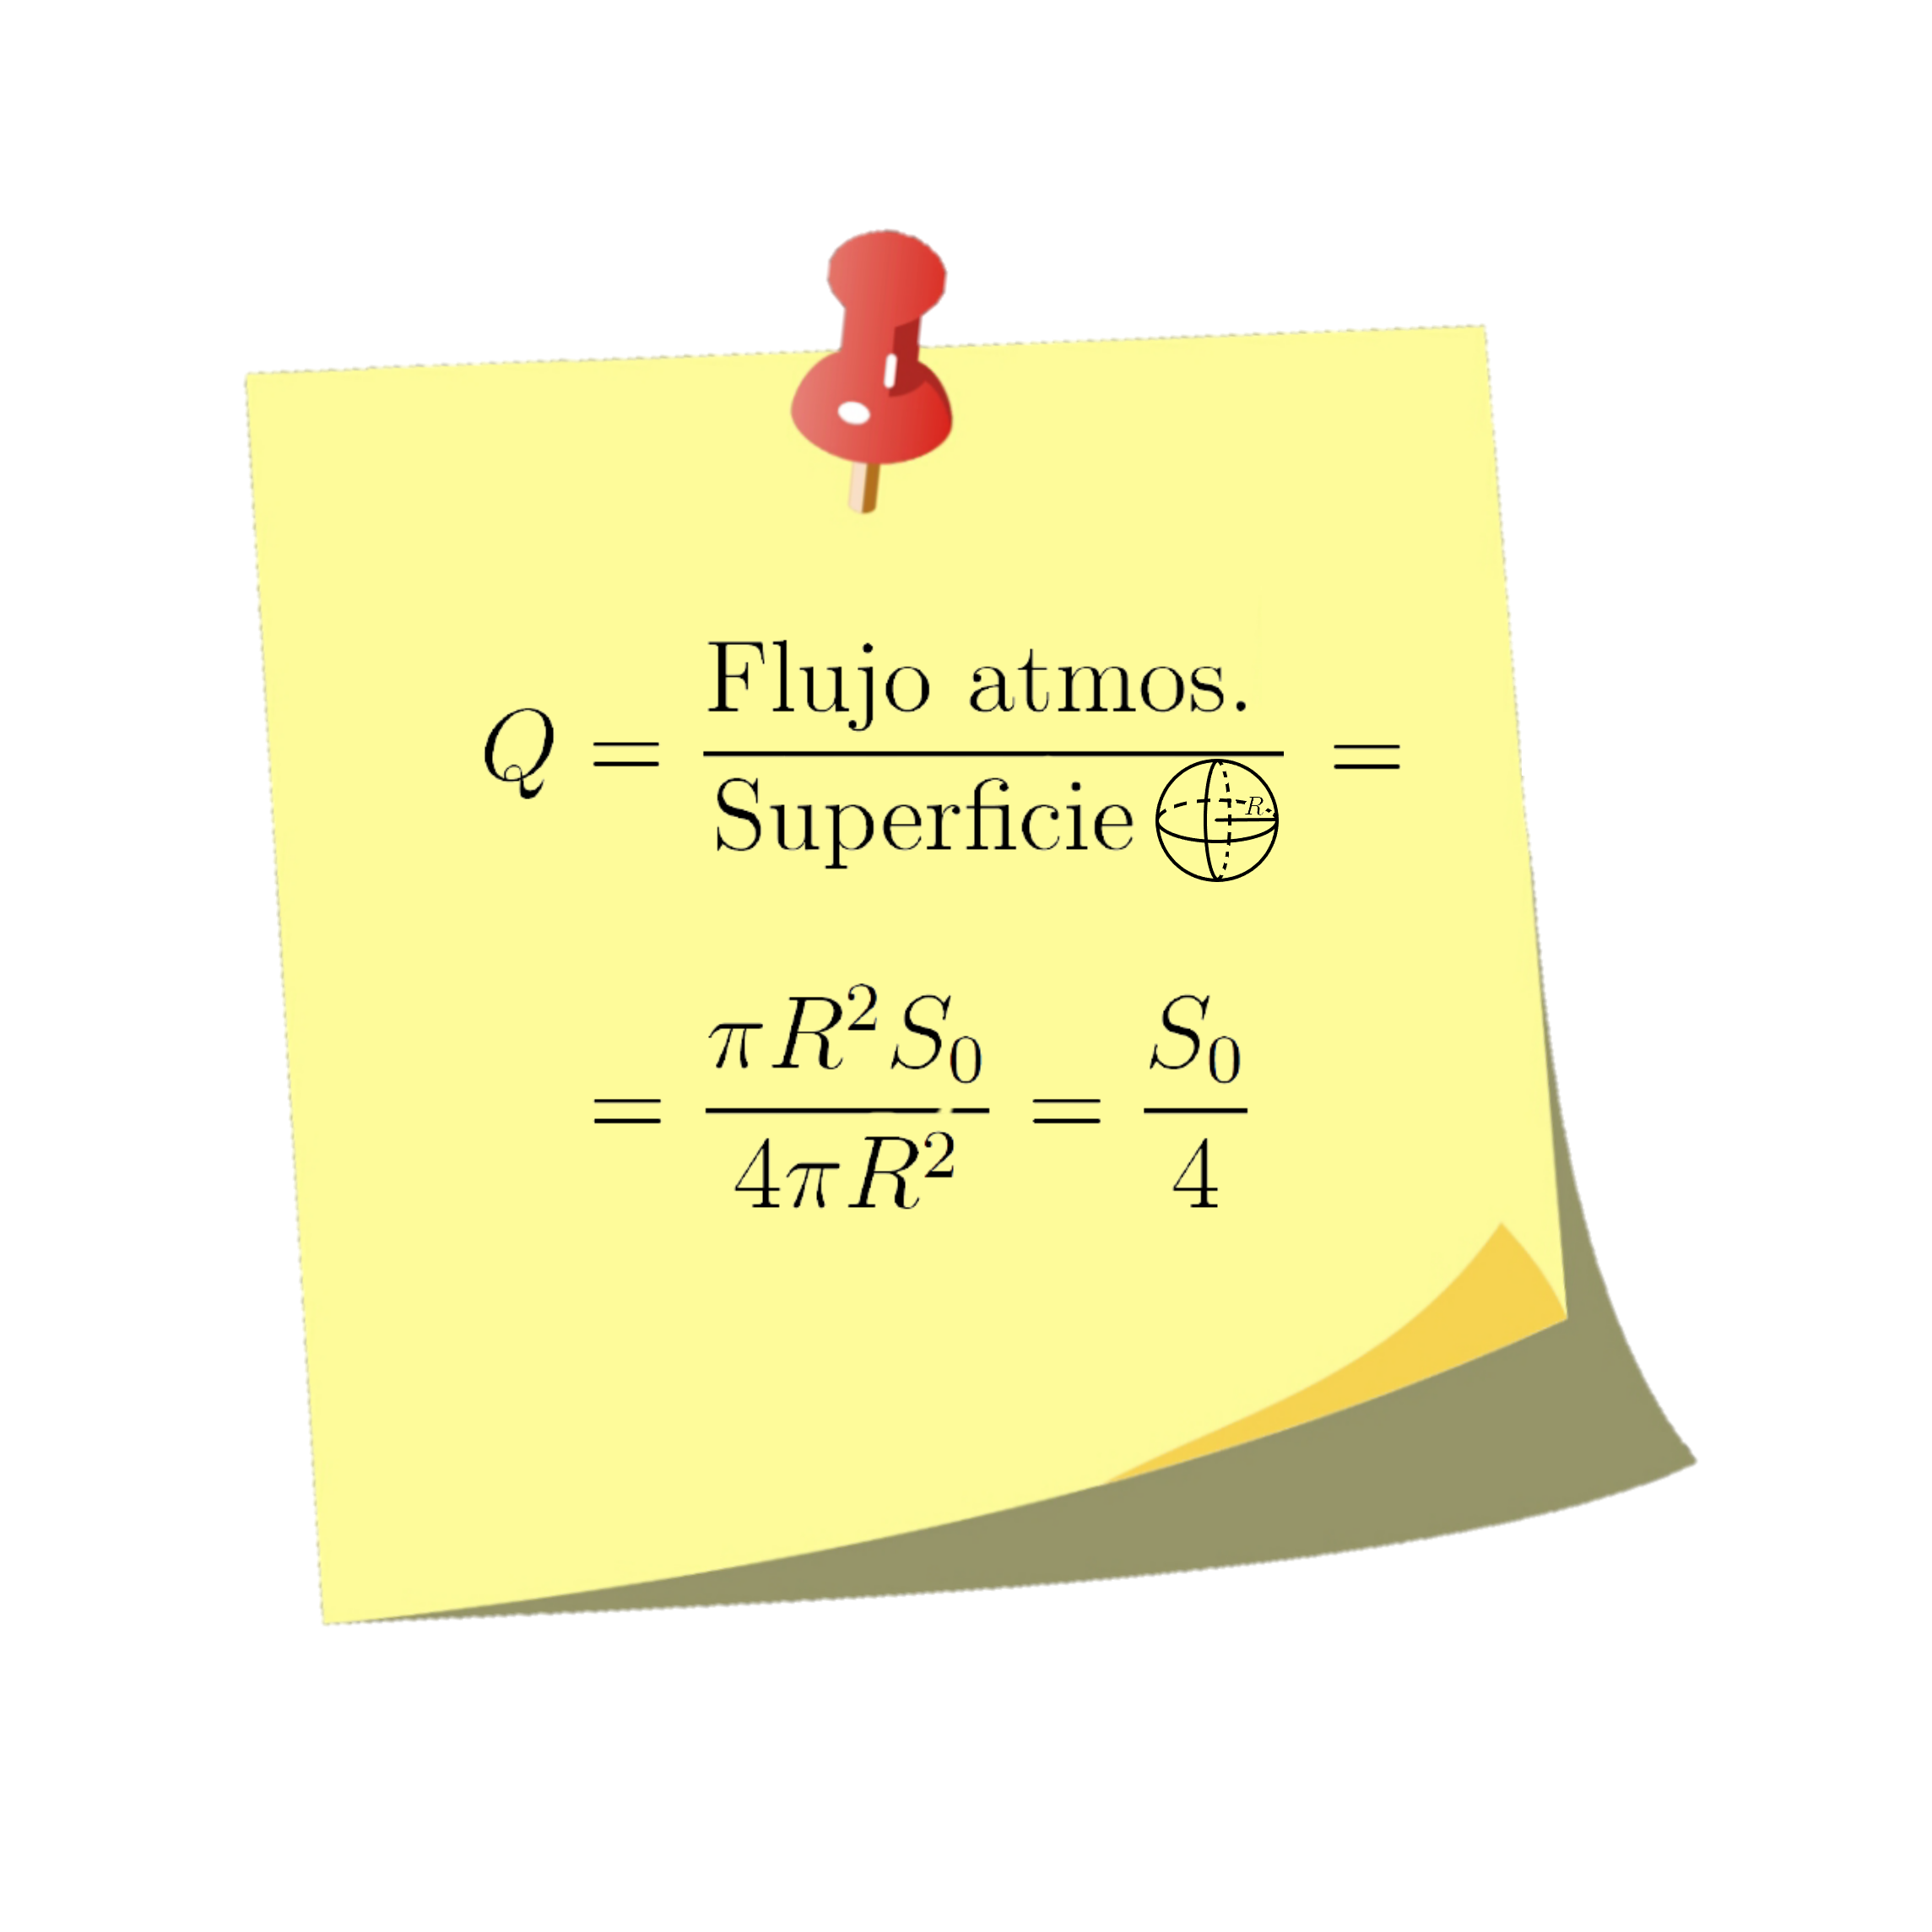 Q = Flujo atmos. / Superficie R =
= πR²S₀ / 4πR² = S₀ / 4